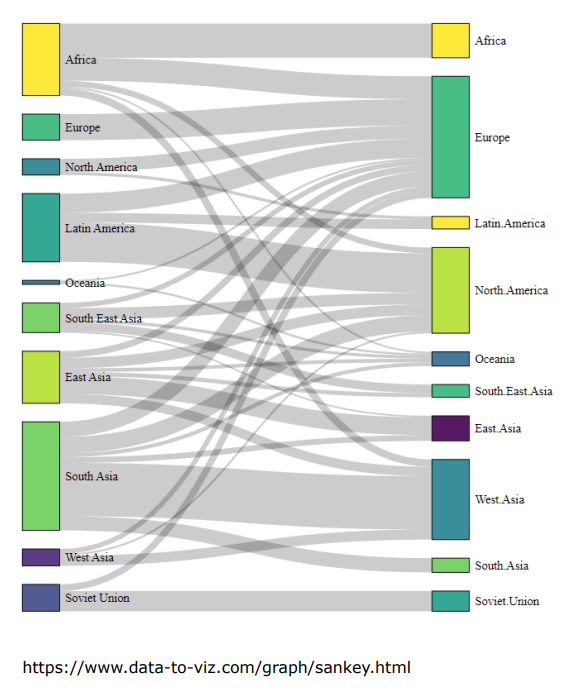 Africa
Europe
North America
Latin America
Oceania
South East Asia
East Asia
South Asia
West Asia
Soviet Union
Africa
Europe
Latin.America
North.America
Oceania
South.East.Asia
East.Asia
West.Asia
South.Asia
Soviet.Union
https://www.data-to-viz.com/graph/sankey.html